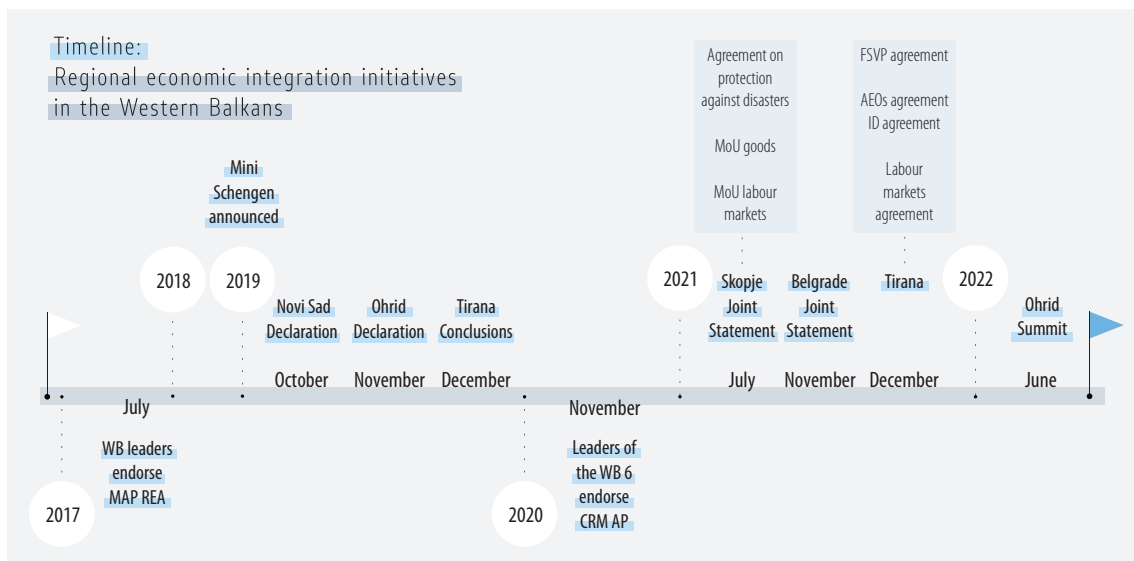 Timeline:
Regional economic integration initiatives
in the Western Balkans
2017
July
WB leaders
endorse
MAP REA
2018
Mini
Schengen
announced
2019
Novi Sad
Declaration
October
Ohrid
Declaration
November
Tirana
Conclusions
December
2020
November
Leaders of
the WB 6
endorse
CRM AP
2021
Agreement on
protection
against disasters
MoU goods
MoU labour
markets
Skopje
Joint
Statement
July
Belgrade
Joint
Statement
November
FSVP agreement
AEOs agreement
ID agreement
Labour
markets
agreement
Tirana
December
2022
Ohrid
Summit
June